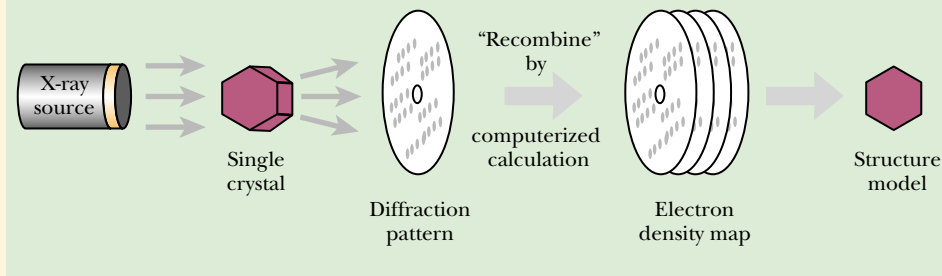 X-ray
source
Single
crystal
Diffraction
pattern
“Recombine”
by
computerized
calculation
Electron
density map
Structure
model